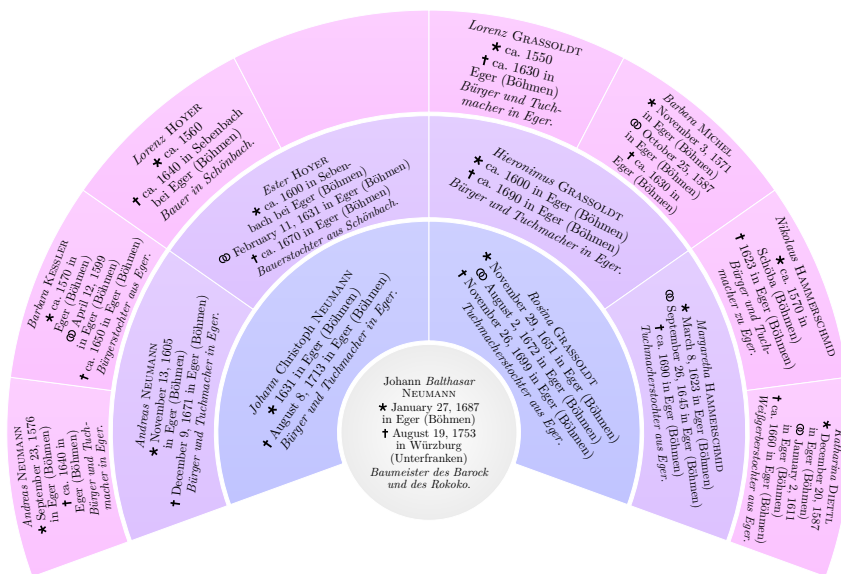 Johann Balthasar
NEUMANN
* January 27, 1687
in Eger (Böhmen)
† August 19, 1753
in Würzburg
(Unterfranken)
Baumeister des Barock
und des Rokoko.
Johann Christoph NEUMANN
* 1631 in Eger (Böhmen)
† August 8, 1713 in Eger (Böhmen)
Bürger und Tuchmacher in Eger.
Rosina GRASSOLDT
* November 29, 1651 in Eger (Böhmen)
⚭ August 2, 1672 in Eger (Böhmen)
† November 26, 1699 in Eger (Böhmen)
Tuchmacherstochter aus Eger.
Andreas NEUMANN
* November 13, 1605
in Eger (Böhmen)
† December 9, 1671 in Eger (Böhmen)
Bürger und Tuchmacher in Eger.
Ester HOYER
* ca. 1600 in Seben-
bach bei Eger (Böhmen)
⚭ February 11, 1631 in Eger (Böhmen)
† ca. 1670 in Eger (Böhmen)
Bauerstochter aus Schönbach.
Hieronimus GRASSOLDT
* ca. 1600 in Eger (Böhmen)
† ca. 1690 in Eger (Böhmen)
Bürger und Tuchmacher in Eger.
Margaretha HAMMERSCHMID
* March 8, 1623 in Eger (Böhmen)
⚭ September 26, 1645 in Eger (Böhmen)
† ca. 1690 in Eger (Böhmen)
Tuchmacherstochter aus Eger.
Andreas NEUMANN
* September 23, 1576
in Eger (Böhmen)
† ca. 1640 in
Eger (Böhmen)
Bürger und Tuch-
macher in Eger.
Barbara KESSLER
* ca. 1570 in
Eger (Böhmen)
⚭ April 12, 1599
in Eger (Böhmen)
† ca. 1650 in Eger (Böhmen)
Bürgerstochter aus Eger.
Lorenz HOYER
* ca. 1560
† ca. 1640 in Sebenbach
bei Eger (Böhmen)
Bauer in Schönbach.
Lorenz GRASSOLDT
* ca. 1550
† ca. 1630 in
Eger (Böhmen)
Bürger und Tuch-
macher in Eger.
Barbara MICHEL
* November 3, 1571
in Eger (Böhmen)
⚭ October 25, 1587
in Eger (Böhmen)
† ca. 1630 in
Eger (Böhmen)
Nikolaus HAMMERSCHMID
* ca. 1570 in
Schöba (Böhmen)
† 1623 in Eger (Böhmen)
Bürger und Tuch-
macher zu Eger.
Katharina DIETTL
* December 20, 1587
in Eger (Böhmen)
⚭ January 2, 1611
in Eger (Böhmen)
† ca. 1660 in Eger (Böhmen)
Weißgerberstochter aus Eger.